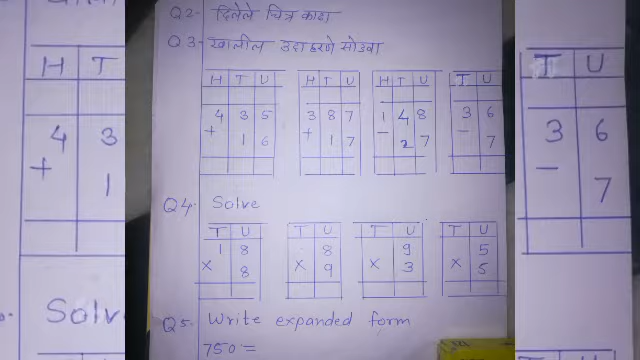 Q2. दिलेले चित्र काढा
Q3- खालील उदाहरणे सोडवा
H T U H T U H T U T U
4 3 5 3 8 7 1 4 8 3 6
+ 1 6 + 1 7 - 2 7 - 7
Q4. Solve
T U T U T U T U
1 8 8 9 5
× 8 × 9 × 3 × 5
Q5. Write expanded form
750 =
H T
4 3
+ 1
Solv
T U
3 6
- 7